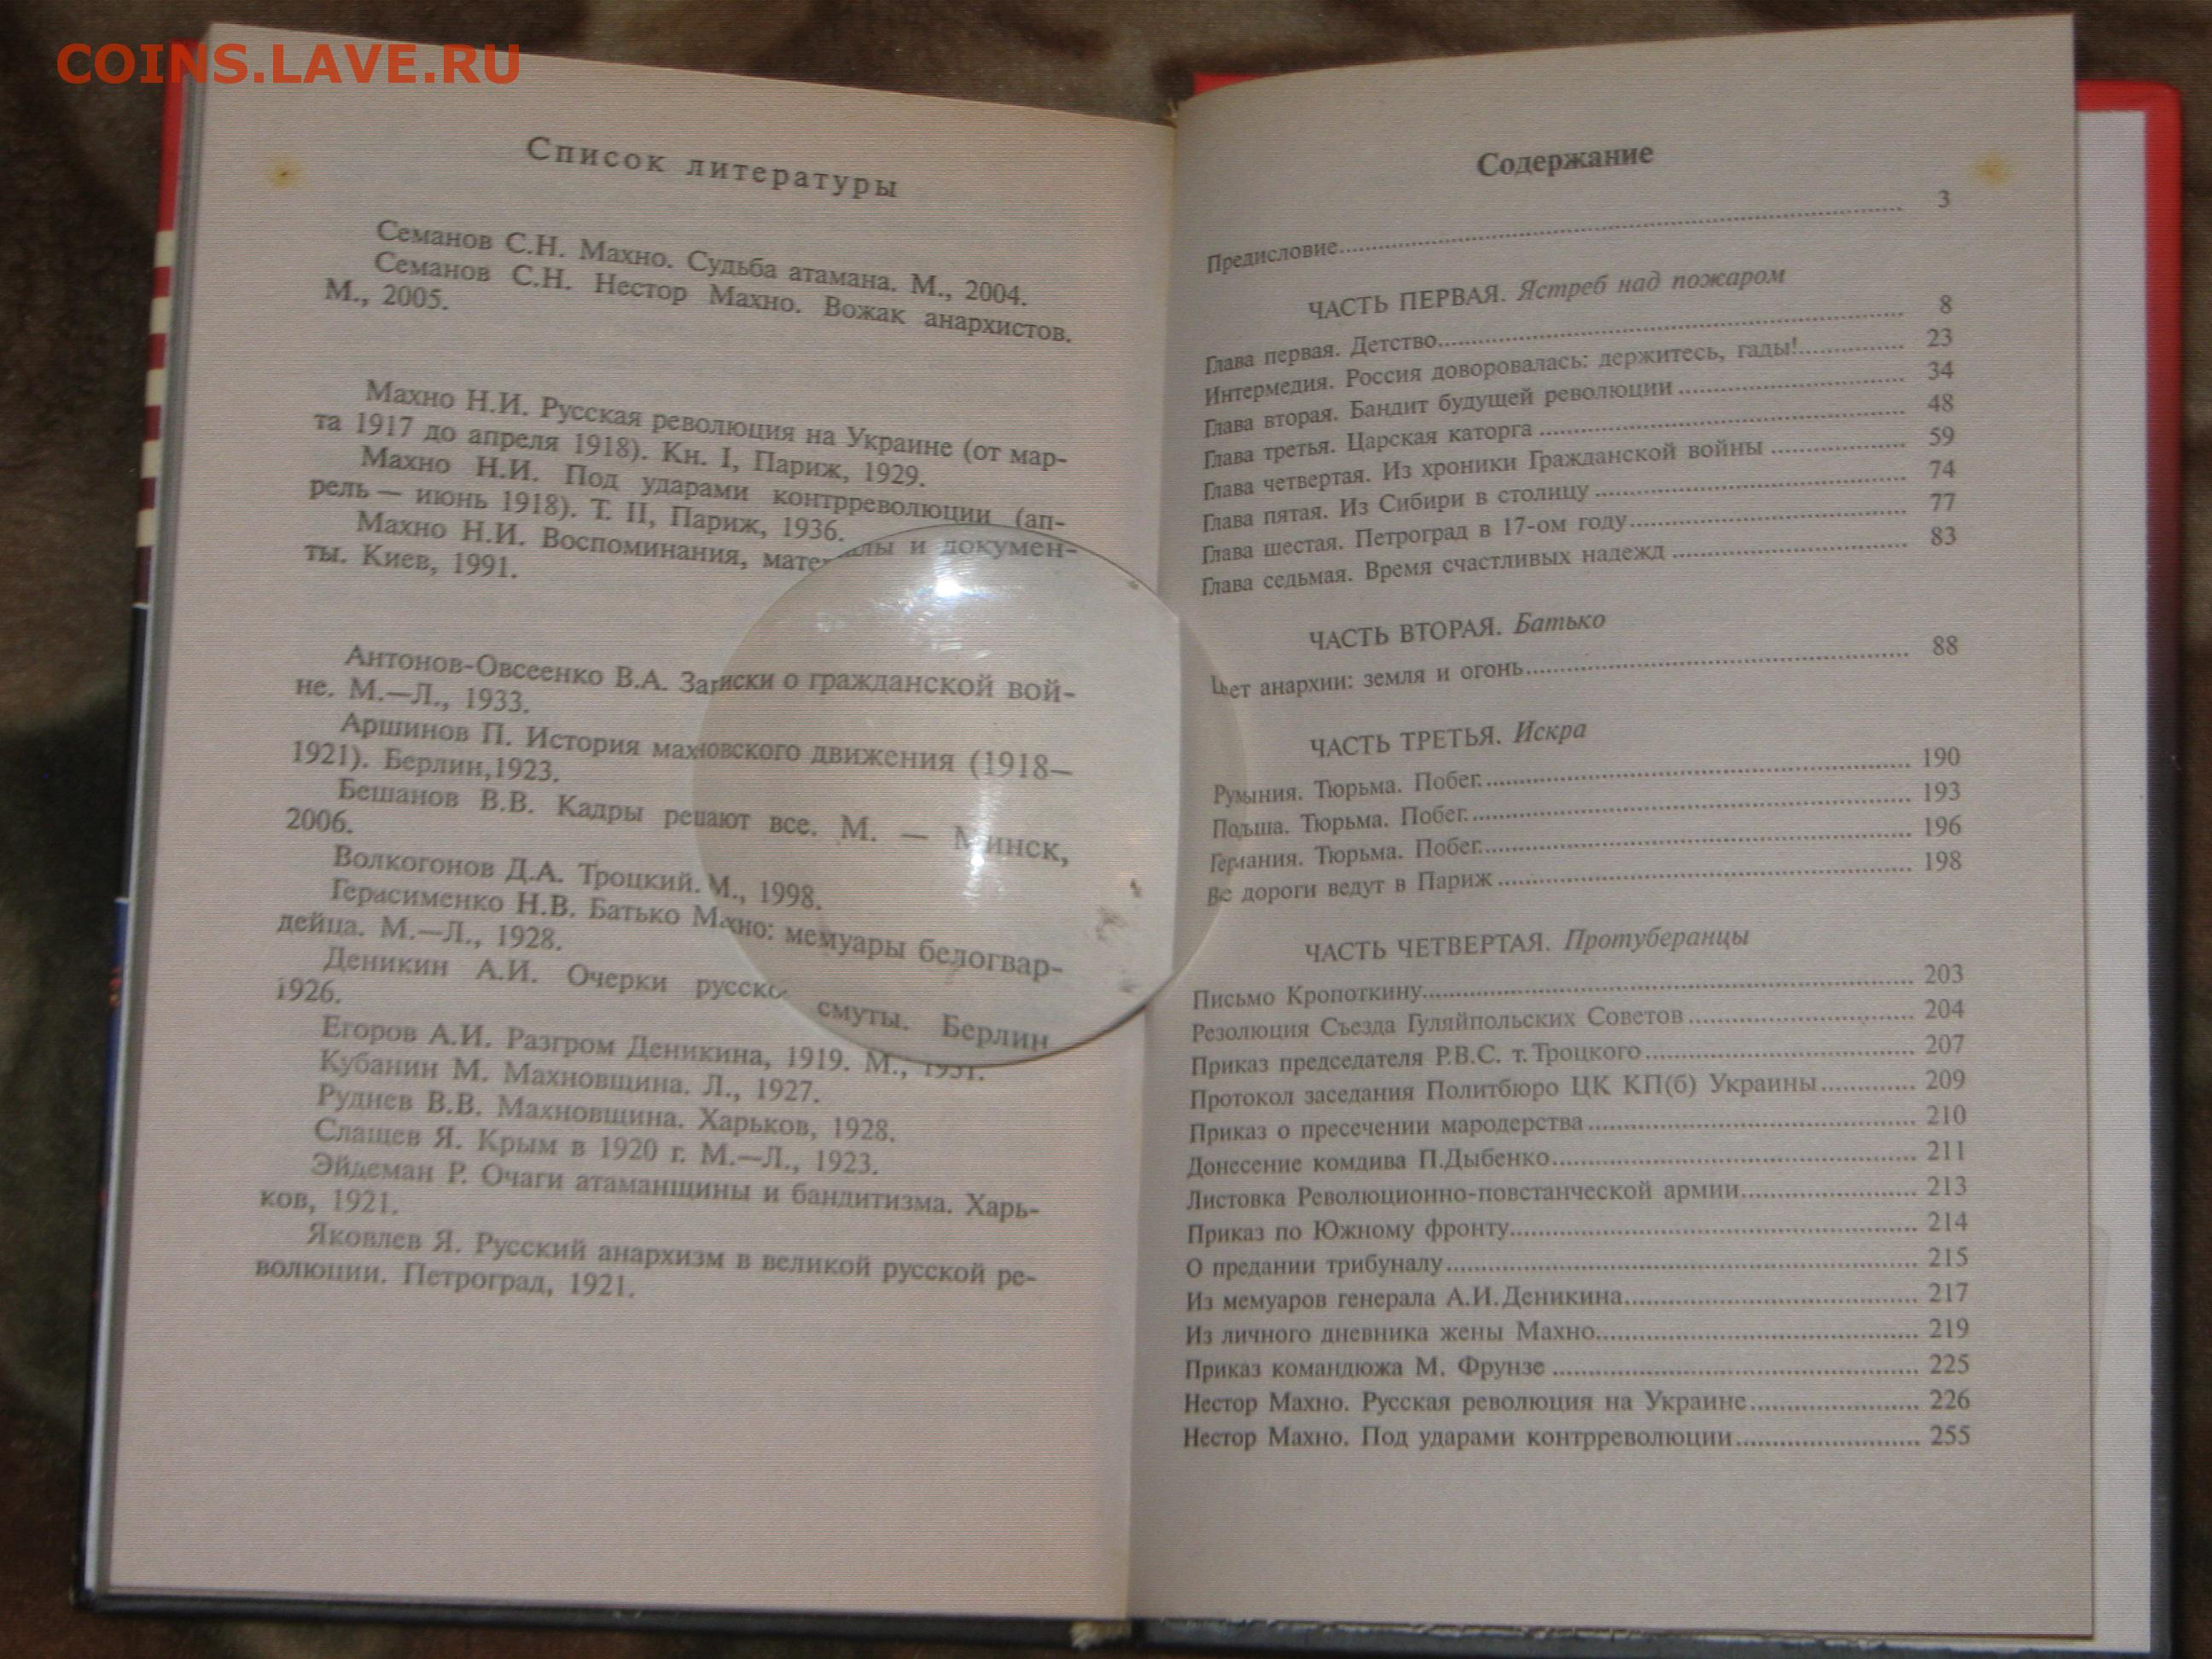 COINS.LAVE.RU
Список литературы
Семанов С.Н. Махно. Судьба атамана. М., 2004.
Семанов С.Н. Нестор Махно. Вожак анархистов.
М., 2005.
Махно Н.И. Русская революция на Украине (от мар-
та 1917 до апреля 1918). Кн. I, Париж, 1929.
Махно Н.И. Под ударами контрреволюции (ап-
рель — июнь 1918). Т. II, Париж, 1936.
Махно Н.И. Воспоминания, материалы и докумен-
ты. Киев, 1991.
Антонов-Овсеенко В.А. Записки о гражданской вой-
не. М.—Л., 1933.
Аршинов П. История махновского движения (1918—
1921). Берлин,1923.
Бешанов В.В. Кадры решают все. М. — Минск,
2006.
Волкогонов Д.А. Троцкий. М., 1998.
Герасименко Н.В. Батько Махно: мемуары белогвар-
дейца. М.—Л., 1928.
Деникин А.И. Очерки русской смуты. Берлин
1926.
Егоров А.И. Разгром Деникина, 1919. М., 1931.
Кубанин М. Махновщина. Л., 1927.
Руднев В.В. Махновщина. Харьков, 1928.
Слащев Я. Крым в 1920 г. М.—Л., 1923.
Эйдеман Р. Очаги атаманщины и бандитизма. Харь-
ков, 1921.
Яковлев Я. Русский анархизм в великой русской ре-
волюции. Петроград, 1921.
Содержание
Предисловие.......... 3
ЧАСТЬ ПЕРВАЯ. Ястреб над пожаром
Глава первая. Детство.......... 8
Интермедия. Россия доворовалась: держитесь, гады!.......... 23
Глава вторая. Бандит будущей революции .......... 34
Глава третья. Царская каторга .......... 48
Глава четвертая. Из хроники Гражданской войны .......... 59
Глава пятая. Из Сибири в столицу .......... 74
Глава шестая. Петроград в 17-ом году.......... 77
Глава седьмая. Время счастливых надежд .......... 83
ЧАСТЬ ВТОРАЯ. Батько
Цвет анархии: земля и огонь.......... 88
ЧАСТЬ ТРЕТЬЯ. Искра
Румыния. Тюрьма. Побег.......... 190
Польша. Тюрьма. Побег.......... 193
Германия. Тюрьма. Побег.......... 196
Все дороги ведут в Париж .......... 198
ЧАСТЬ ЧЕТВЕРТАЯ. Протуберанцы
Письмо Кропоткину.......... 203
Резолюция Съезда Гуляйпольских Советов .......... 204
Приказ председателя Р.В.С. т. Троцкого .......... 207
Протокол заседания Политбюро ЦК КП(б) Украины .......... 209
Приказ о пресечении мародерства .......... 210
Донесение комдива П.Дыбенко.......... 211
Листовка Революционно-повстанческой армии.......... 213
Приказ по Южному фронту.......... 214
О предании трибуналу .......... 215
Из мемуаров генерала А.И.Деникина.......... 217
Из личного дневника жены Махно.......... 219
Приказ командюжа М. Фрунзе .......... 225
Нестор Махно. Русская революция на Украине.......... 226
Нестор Махно. Под ударами контрреволюции.......... 255